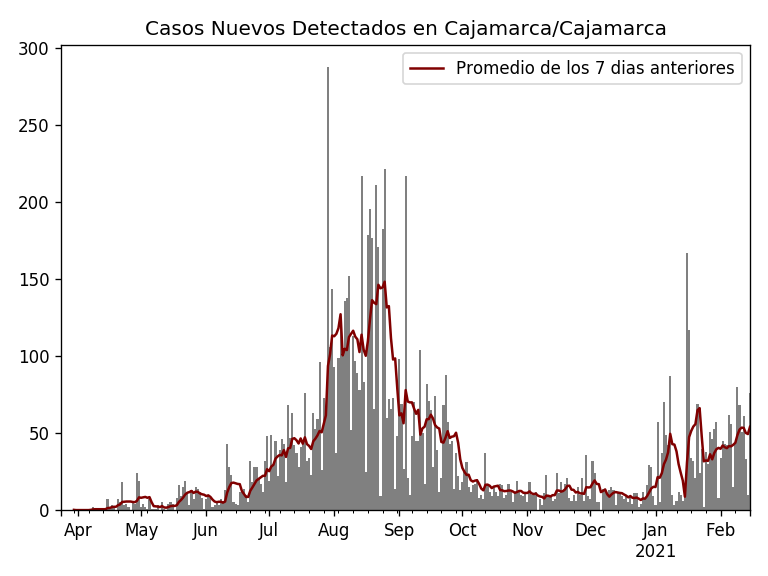 Casos Nuevos Detectados en Cajamarca/Cajamarca
Promedio de los 7 dias anteriores
300
250
200
150
100
50
0
Apr May Jun Jul Aug Sep Oct Nov Dec Jan Feb
2021